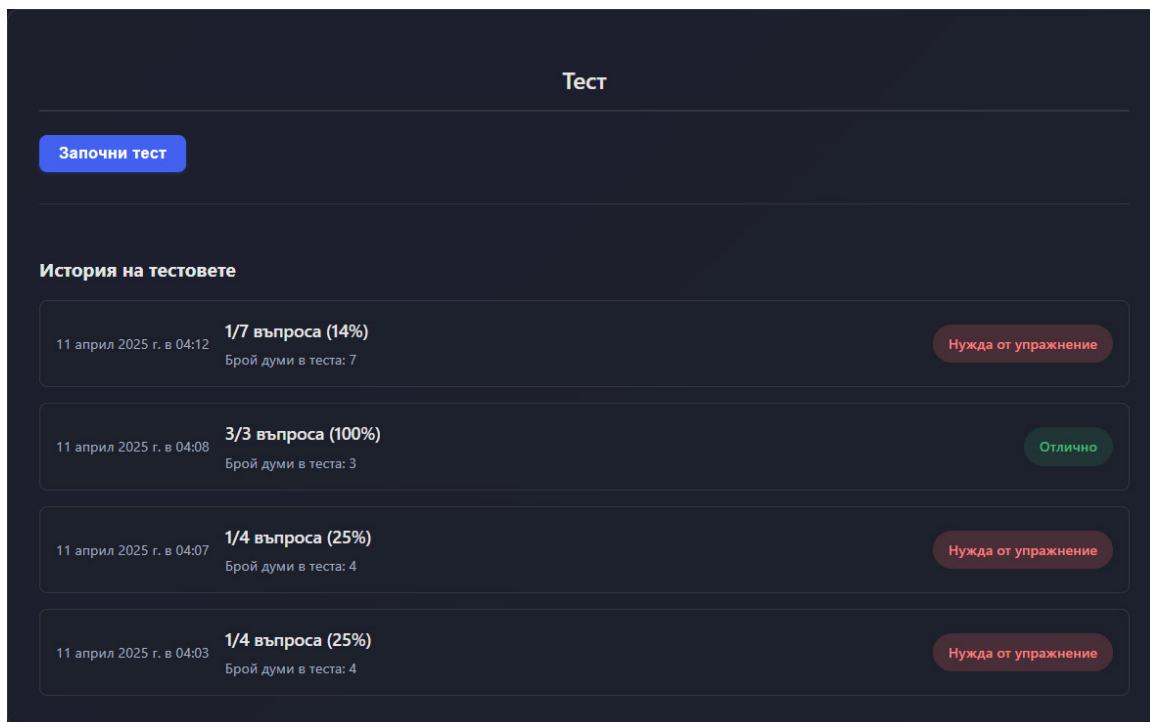 Тест
Започни тест
История на тестовете
11 април 2025 г. в 04:12
1/7 въпроса (14%)
Брой думи в теста: 7
Нужда от упражнение
11 април 2025 г. в 04:08
3/3 въпроса (100%)
Брой думи в теста: 3
Отлично
11 април 2025 г. в 04:07
1/4 въпроса (25%)
Брой думи в теста: 4
Нужда от упражнение
11 април 2025 г. в 04:03
1/4 въпроса (25%)
Брой думи в теста: 4
Нужда от упражнение